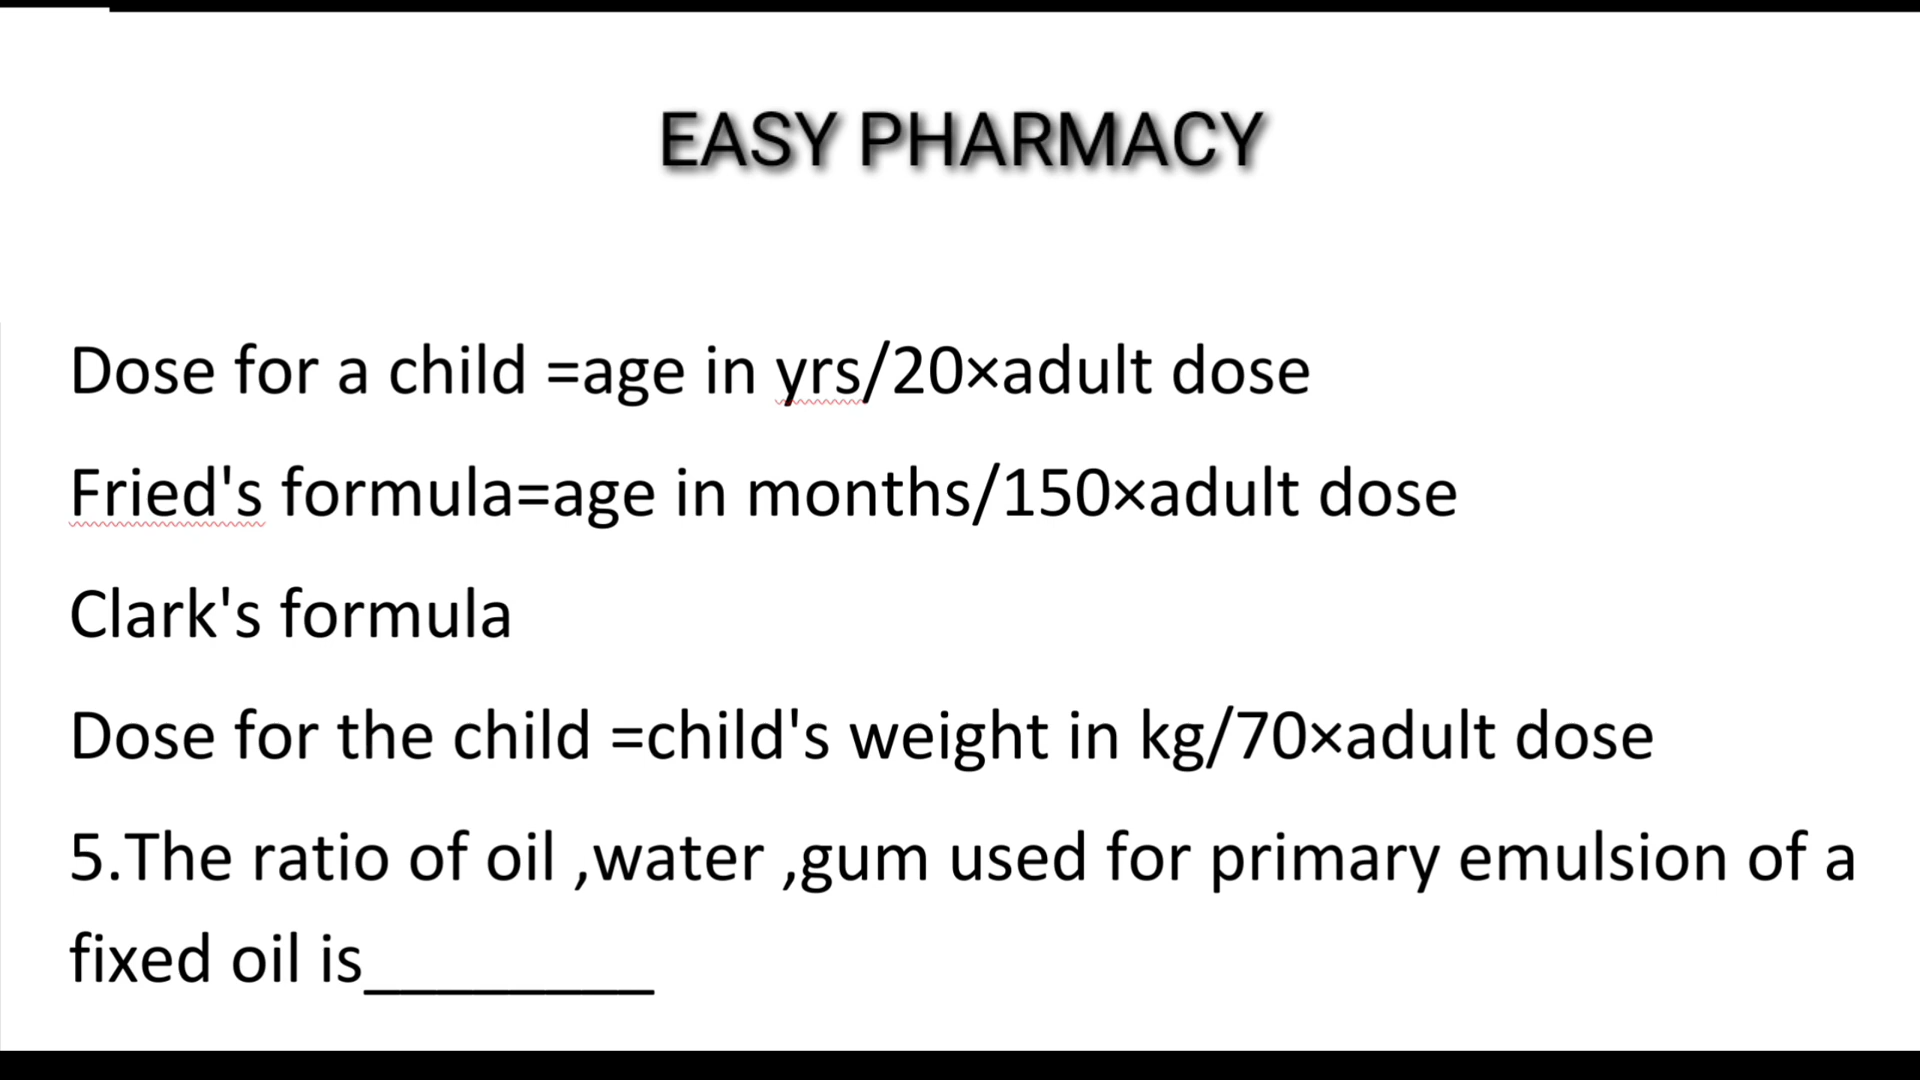 EASY PHARMACY
Dose for a child =age in yrs/20×adult dose
Fried's formula=age in months/150×adult dose
Clark's formula
Dose for the child =child's weight in kg/70×adult dose
5.The ratio of oil ,water ,gum used for primary emulsion of a
fixed oil is________